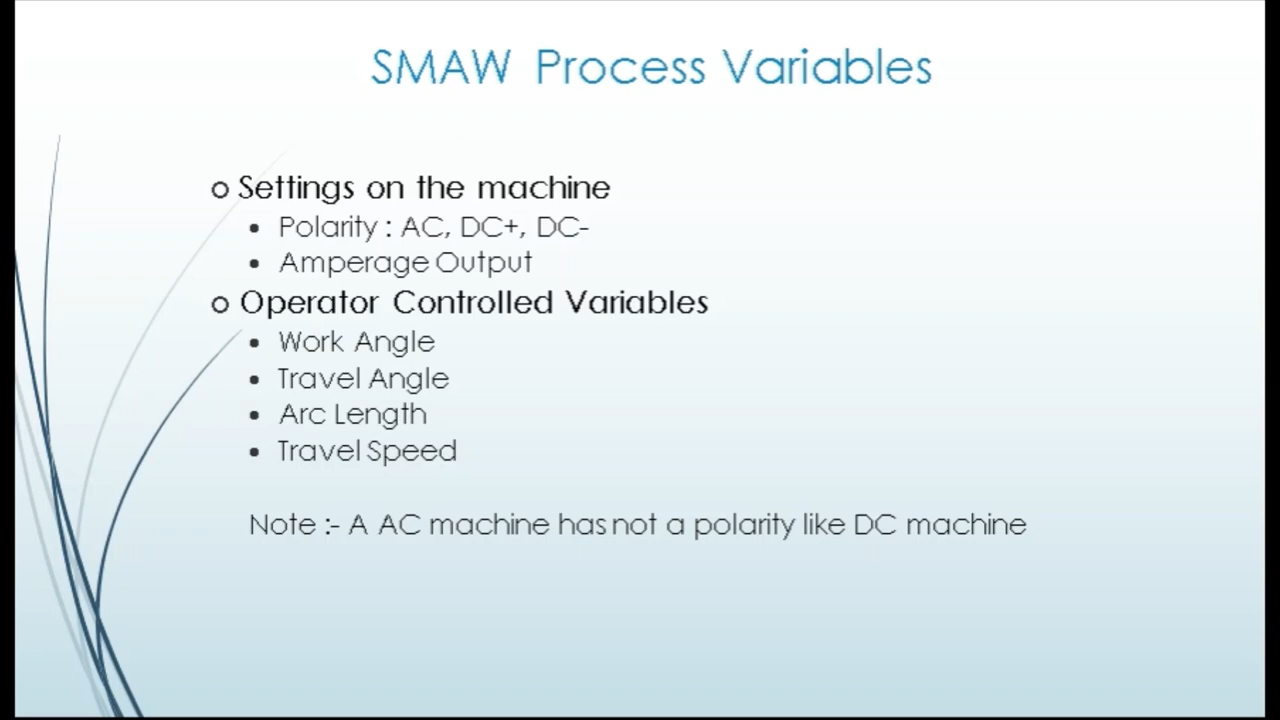 SMAW Process Variables
o Settings on the machine
• Polarity : AC, DC+, DC-
• Amperage Output
o Operator Controlled Variables
• Work Angle
• Travel Angle
• Arc Length
• Travel Speed
Note :- A AC machine has not a polarity like DC machine